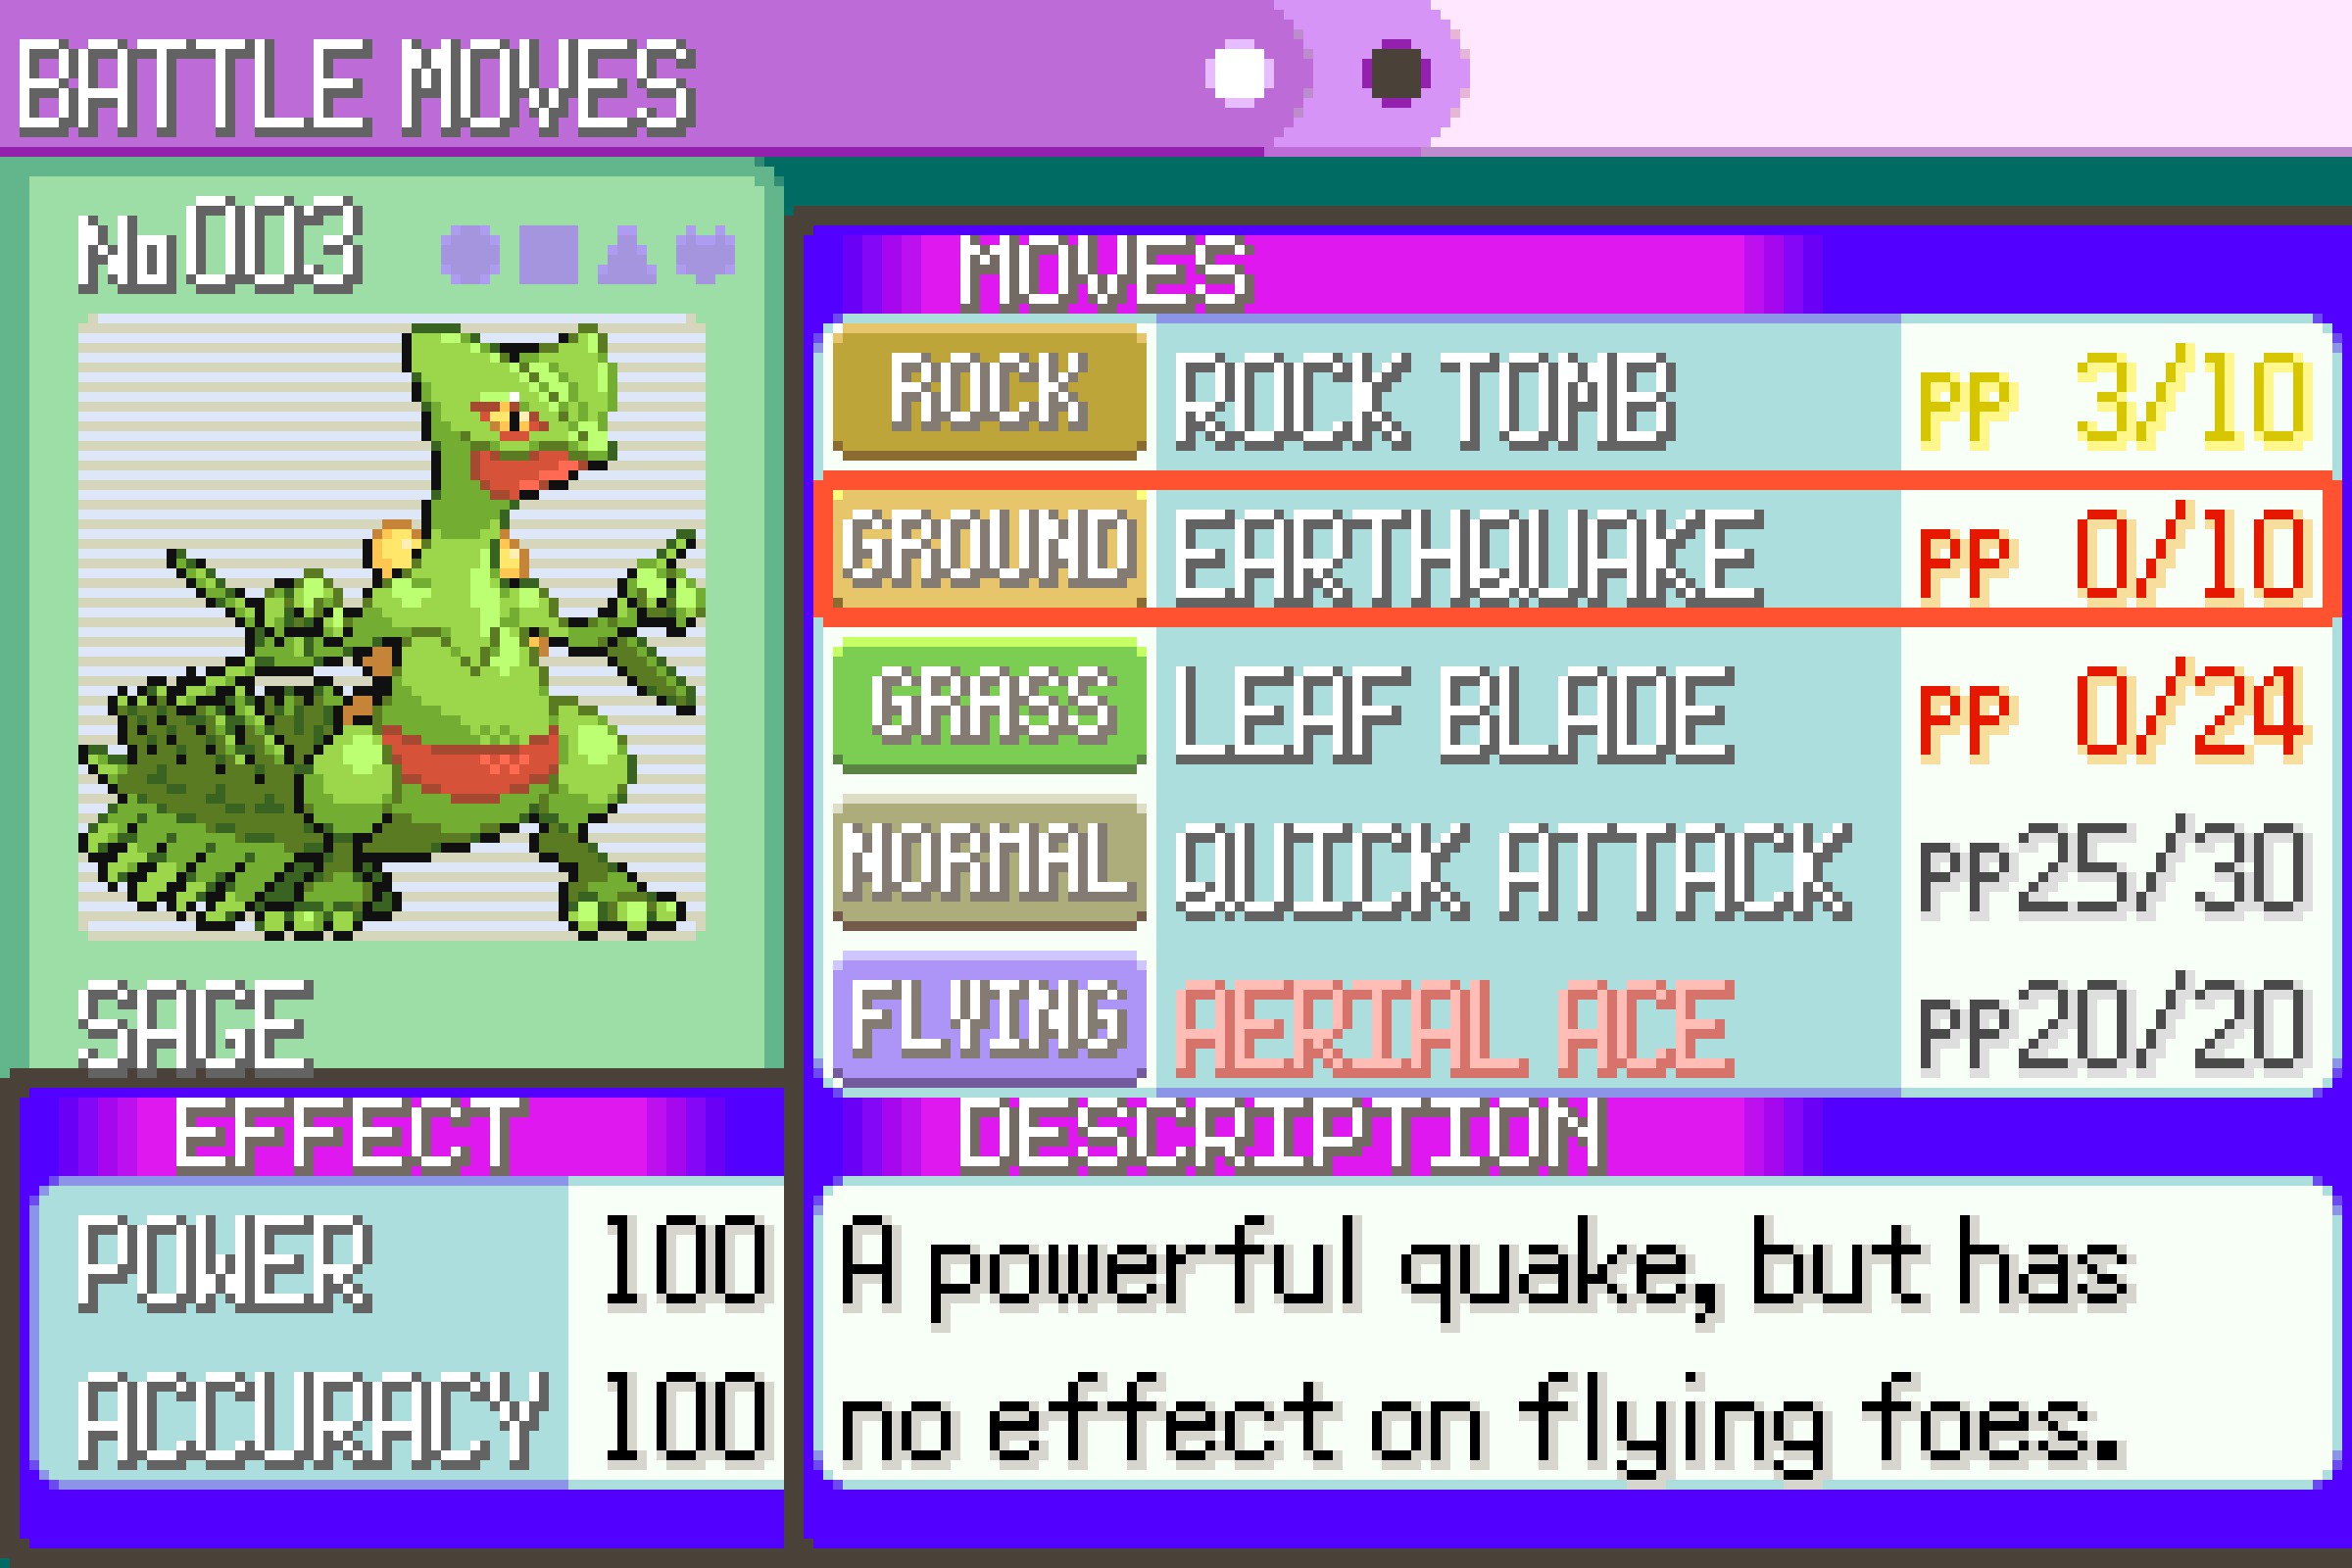 BATTLE MOVES
No003
SAGE
MOVES
ROCK ROCK TOMB PP 3/10
GROUND EARTHQUAKE PP 0/10
GRASS LEAF BLADE PP 0/24
NORMAL QUICK ATTACK PP25/30
FLYING AERIAL ACE PP20/20
EFFECT
POWER 100
ACCURACY 100
DESCRIPTION
A powerful quake, but has
no effect on flying foes.